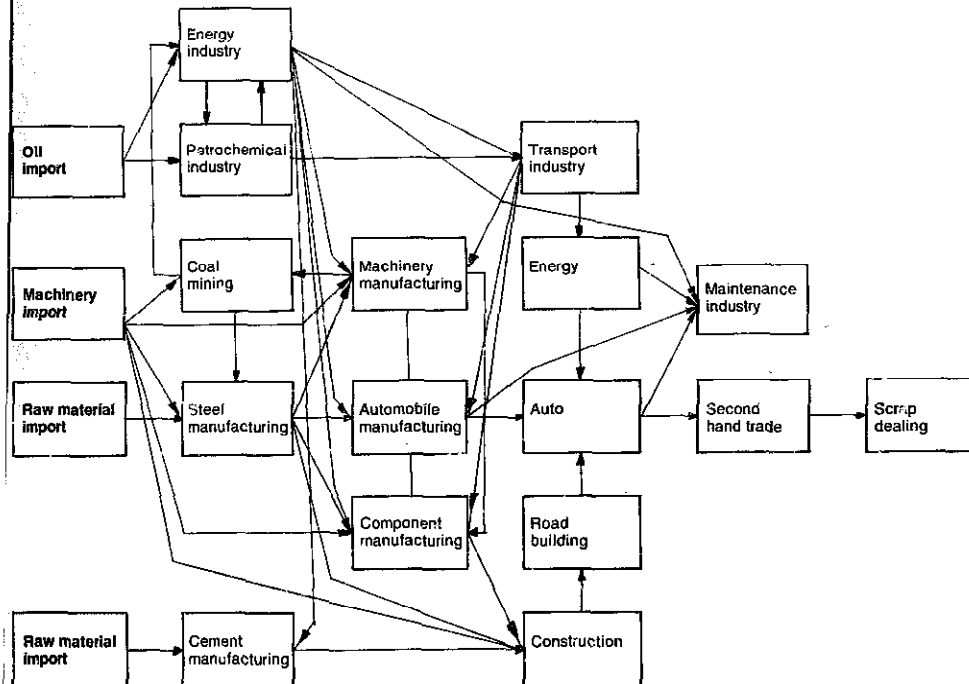 Energy
industry
Oil
import
Petrochemical
industry
Transport
industry
Machinery
import
Coal
mining
Machinery
manufacturing
Energy
Maintenance
industry
Raw material
import
Steel
manufacturing
Automobile
manufacturing
Auto
Second
hand trade
Scrap
dealing
Component
manufacturing
Road
building
Raw material
import
Cement
manufacturing
Construction